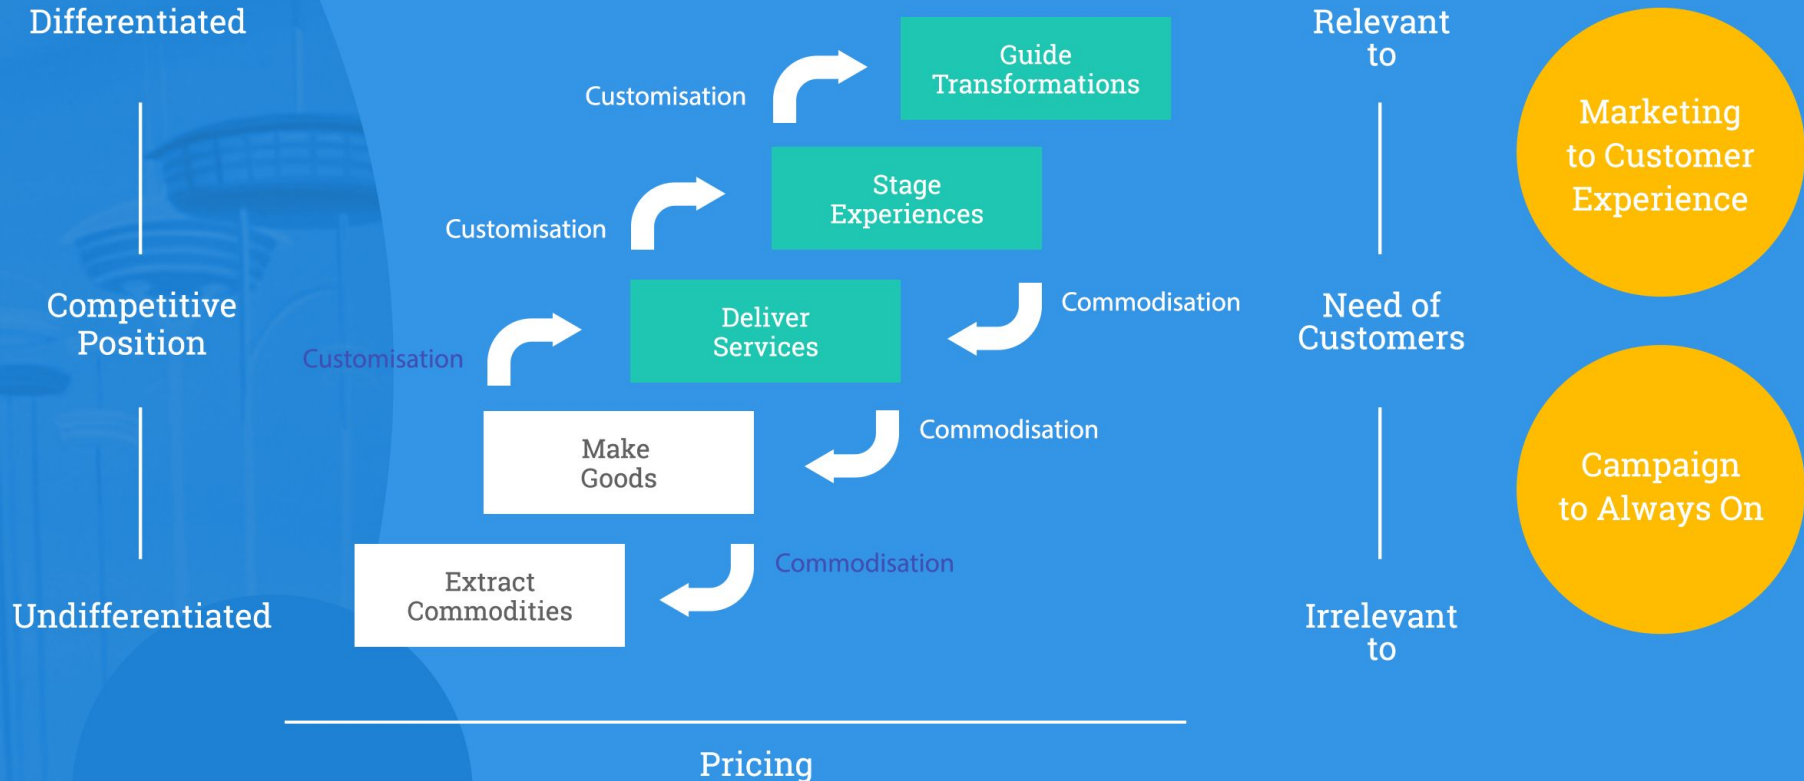 Differentiated
Competitive
Position
Undifferentiated
Customisation
Guide
Transformations
Customisation
Stage
Experiences
Customisation
Deliver
Services
Commodisation
Make
Goods
Commodisation
Extract
Commodities
Commodisation
Pricing
Relevant
to
Need of
Customers
Irrelevant
to
Marketing
to Customer
Experience
Campaign
to Always On